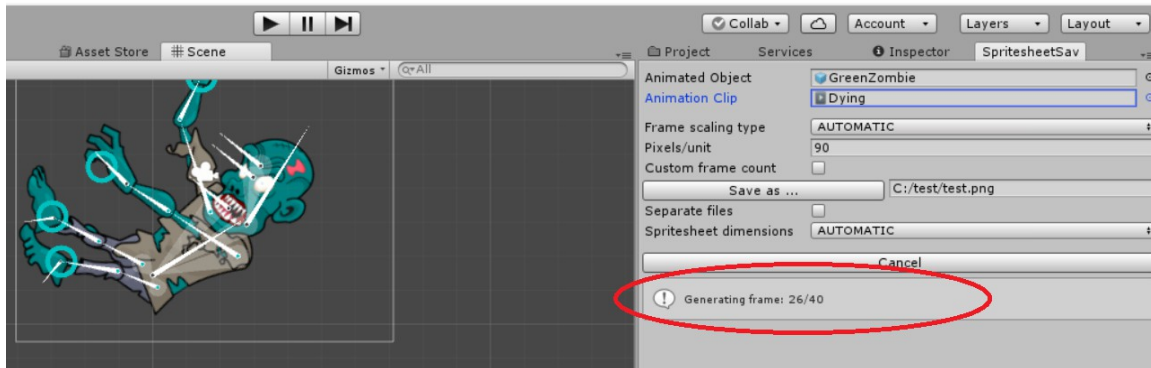 Collab
Account
Layers
Layout
Asset Store
Scene
Project
Services
Inspector
SpritesheetSav
Gizmos
All
Animated Object
GreenZombie
Animation Clip
Dying
Frame scaling type
AUTOMATIC
Pixels/unit
90
Custom frame count
Save as ...
C:/test/test.png
Separate files
Spritesheet dimensions
AUTOMATIC
Cancel
Generating frame: 26/40